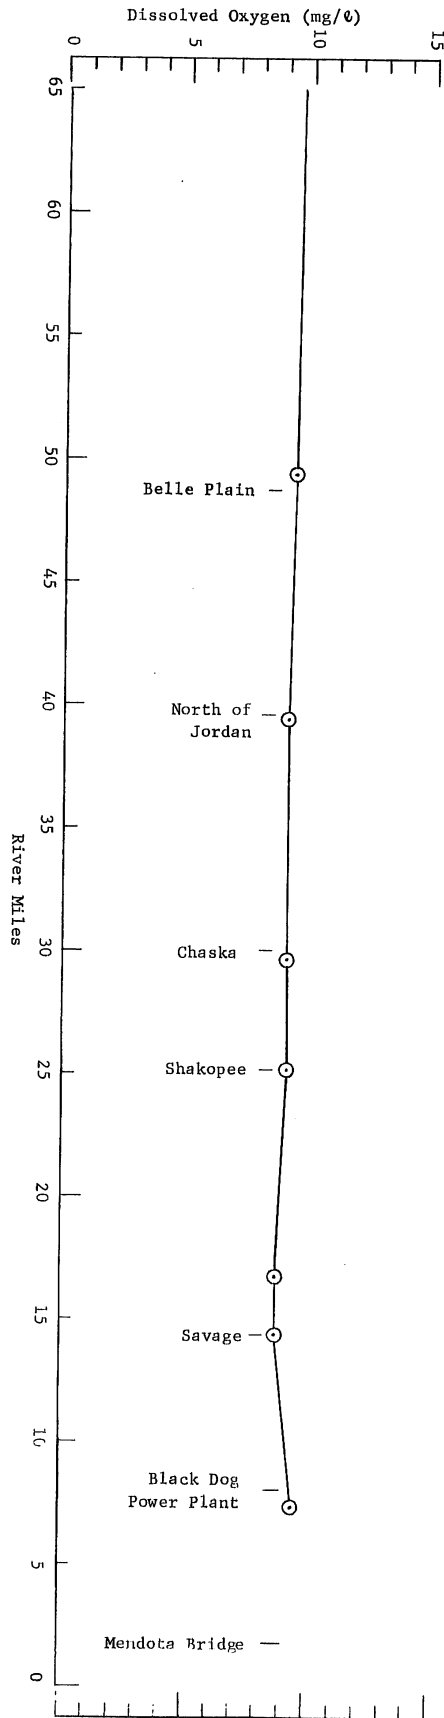 Dissolved Oxygen (mg/ℓ)
0
5
10
15
65
60
55
50
45
40
35
30
25
20
15
10
5
0
River Miles
Belle Plain
North of
Jordan
Chaska
Shakopee
Savage
Black Dog
Power Plant
Mendota Bridge